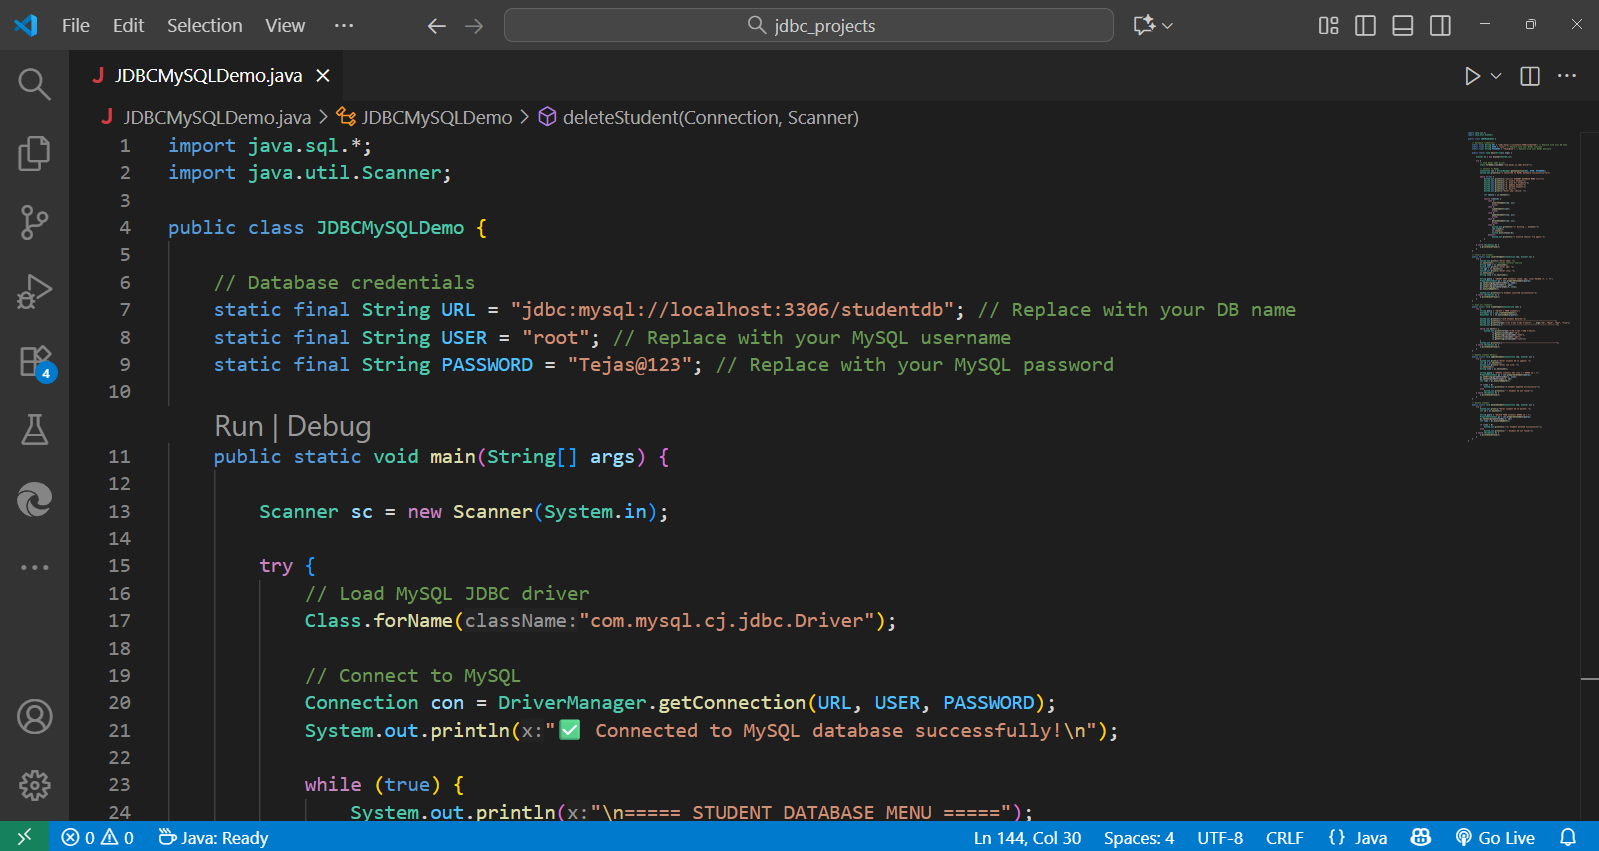 File Edit Selection View ··· jdbc_projects
J JDBCMySQLDemo.java ×
J JDBCMySQLDemo.java > JDBCMySQLDemo > deleteStudent(Connection, Scanner)
1 import java.sql.*;
2 import java.util.Scanner;
3
4 public class JDBCMySQLDemo {
5
6 // Database credentials
7 static final String URL = "jdbc:mysql://localhost:3306/studentdb"; // Replace with your DB name
8 static final String USER = "root"; // Replace with your MySQL username
9 static final String PASSWORD = "Tejas@123"; // Replace with your MySQL password
10
Run | Debug
11 public static void main(String[] args) {
12
13 Scanner sc = new Scanner(System.in);
14
15 try {
16 // Load MySQL JDBC driver
17 Class.forName(className:"com.mysql.cj.jdbc.Driver");
18
19 // Connect to MySQL
20 Connection con = DriverManager.getConnection(URL, USER, PASSWORD);
21 System.out.println(x:"✅ Connected to MySQL database successfully!\n");
22
23 while (true) {
24 System.out.println(x:"\n===== STUDENT DATABASE MENU =====");
4
0 0 Java: Ready Ln 144, Col 30 Spaces: 4 UTF-8 CRLF {} Java Go Live